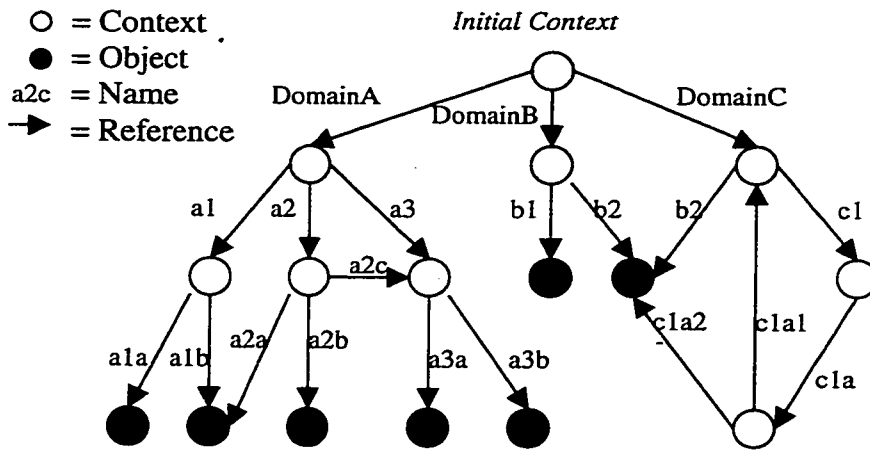 = Context
= Object
a2c = Name
= Reference
Initial Context
DomainA
DomainB
DomainC
a1
a2
a3
b1
b2
b2
c1
a2c
a1a
a1b
a2a
a2b
a3a
a3b
c1a2
c1a1
c1a